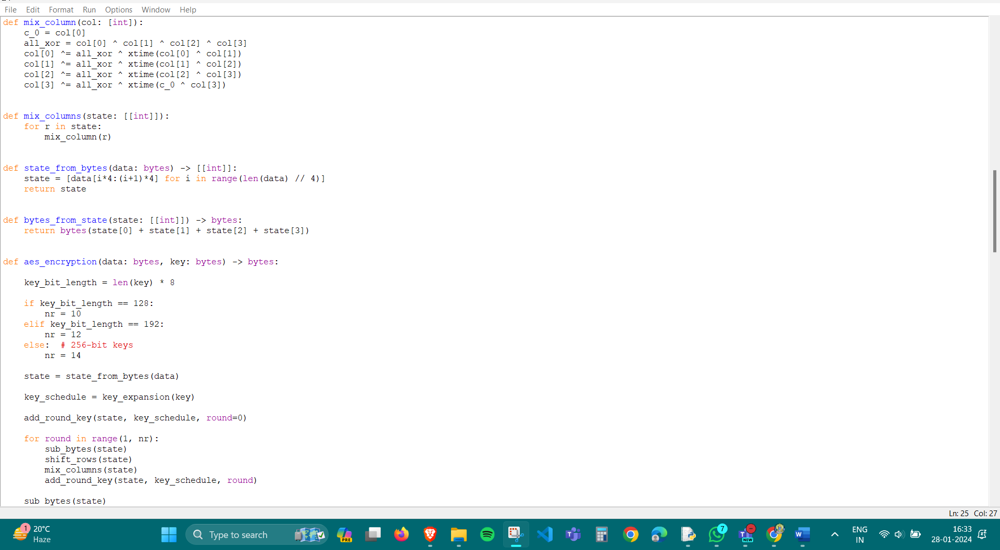 File Edit Format Run Options Window Help
def mix_column(col: [int]):
    c_0 = col[0]
    all_xor = col[0] ^ col[1] ^ col[2] ^ col[3]
    col[0] ^= all_xor ^ xtime(col[0] ^ col[1])
    col[1] ^= all_xor ^ xtime(col[1] ^ col[2])
    col[2] ^= all_xor ^ xtime(col[2] ^ col[3])
    col[3] ^= all_xor ^ xtime(c_0 ^ col[3])
def mix_columns(state: [[int]]):
    for r in state:
        mix_column(r)
def state_from_bytes(data: bytes) -> [[int]]:
    state = [data[i*4:(i+1)*4] for i in range(len(data) // 4)]
    return state
def bytes_from_state(state: [[int]]) -> bytes:
    return bytes(state[0] + state[1] + state[2] + state[3])
def aes_encryption(data: bytes, key: bytes) -> bytes:
    key_bit_length = len(key) * 8
    if key_bit_length == 128:
        nr = 10
    elif key_bit_length == 192:
        nr = 12
    else:  # 256-bit keys
        nr = 14
    state = state_from_bytes(data)
    key_schedule = key_expansion(key)
    add_round_key(state, key_schedule, round=0)
    for round in range(1, nr):
        sub_bytes(state)
        shift_rows(state)
        mix_columns(state)
        add_round_key(state, key_schedule, round)
    sub_bytes(state)
Ln: 25 Col: 27
1
20°C
Haze
Type to search
PRE
7
NEW
W
ENG
IN
16:33
28-01-2024